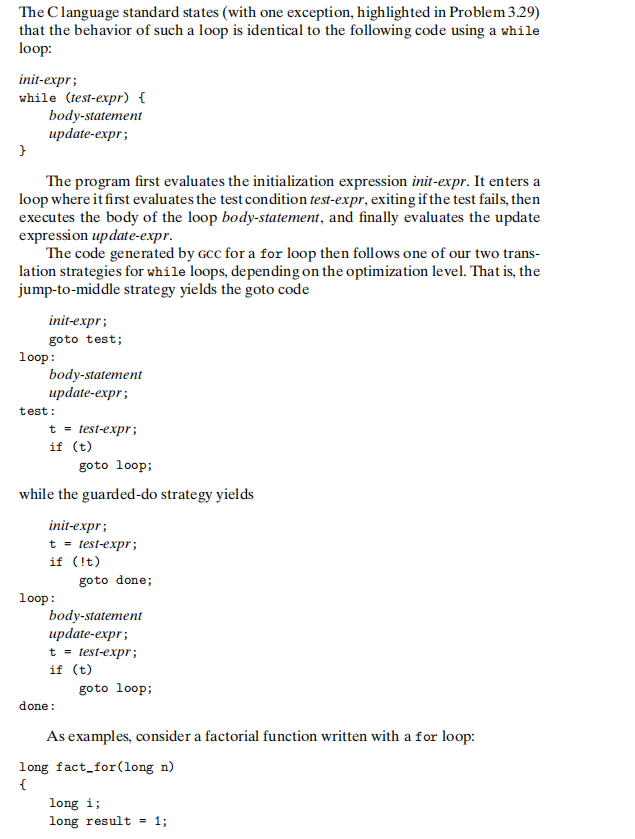 The C language standard states (with one exception, highlighted in Problem 3.29)
that the behavior of such a loop is identical to the following code using a while
loop:
init-expr;
while (test-expr) {
    body-statement
    update-expr;
}
The program first evaluates the initialization expression init-expr. It enters a
loop where it first evaluates the test condition test-expr, exiting if the test fails, then
executes the body of the loop body-statement, and finally evaluates the update
expression update-expr.
The code generated by GCC for a for loop then follows one of our two trans-
lation strategies for while loops, depending on the optimization level. That is, the
jump-to-middle strategy yields the goto code
    init-expr;
    goto test;
loop:
    body-statement
    update-expr;
test:
    t = test-expr;
    if (t)
        goto loop;
while the guarded-do strategy yields
    init-expr;
    t = test-expr;
    if (!t)
        goto done;
loop:
    body-statement
    update-expr;
    t = test-expr;
    if (t)
        goto loop;
done:
As examples, consider a factorial function written with a for loop:
long fact_for(long n)
{
    long i;
    long result = 1;